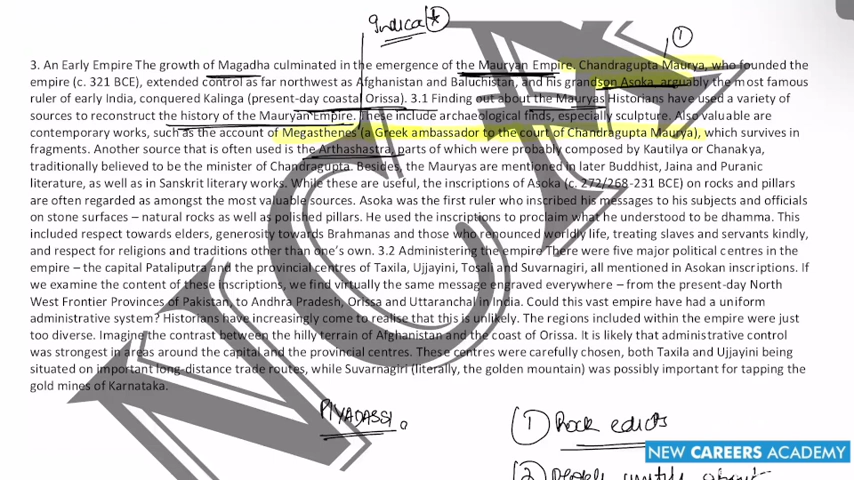 Indica
①
3. An Early Empire The growth of Magadha culminated in the emergence of the Mauryan Empire. Chandragupta Maurya, who founded the
empire (c. 321 BCE), extended control as far northwest as Afghanistan and Baluchistan, and his grandson Asoka, arguably the most famous
ruler of early India, conquered Kalinga (present-day coastal Orissa). 3.1 Finding out about the Mauryas Historians have used a variety of
sources to reconstruct the history of the Mauryan Empire. These include archaeological finds, especially sculpture. Also valuable are
contemporary works, such as the account of Megasthenes (a Greek ambassador to the court of Chandragupta Maurya), which survives in
fragments. Another source that is often used is the Arthashastra, parts of which were probably composed by Kautilya or Chanakya,
traditionally believed to be the minister of Chandragupta. Besides, the Mauryas are mentioned in later Buddhist, Jaina and Puranic
literature, as well as in Sanskrit literary works. While these are useful, the inscriptions of Asoka (c. 272/268-231 BCE) on rocks and pillars
are often regarded as amongst the most valuable sources. Asoka was the first ruler who inscribed his messages to his subjects and officials
on stone surfaces – natural rocks as well as polished pillars. He used the inscriptions to proclaim what he understood to be dhamma. This
included respect towards elders, generosity towards Brahmanas and those who renounced worldly life, treating slaves and servants kindly,
and respect for religions and traditions other than one's own. 3.2 Administering the empire There were five major political centres in the
empire – the capital Pataliputra and the provincial centres of Taxila, Ujjayini, Tosali and Suvarnagiri, all mentioned in Asokan inscriptions. If
we examine the content of these inscriptions, we find virtually the same message engraved everywhere – from the present-day North
West Frontier Provinces of Pakistan, to Andhra Pradesh, Orissa and Uttaranchal in India. Could this vast empire have had a uniform
administrative system? Historians have increasingly come to realise that this is unlikely. The regions included within the empire were just
too diverse. Imagine the contrast between the hilly terrain of Afghanistan and the coast of Orissa. It is likely that administrative control
was strongest in areas around the capital and the provincial centres. These centres were carefully chosen, both Taxila and Ujjayini being
situated on important long-distance trade routes, while Suvarnagiri (literally, the golden mountain) was possibly important for tapping the
gold mines of Karnataka.
PIYADASSI
① Rock edicts
NEW CAREERS ACADEMY
②
NCA